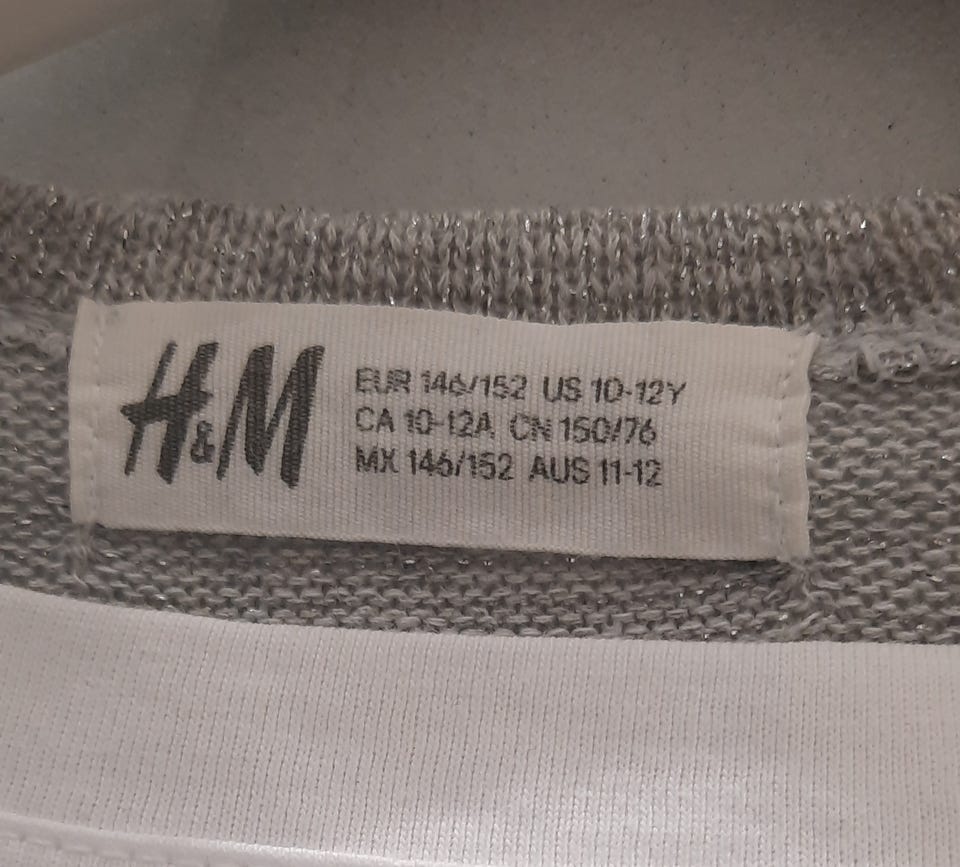 H&M
EUR 146/152 US 10-12Y
CA 10-12A CN 150/76
MX 146/152 AUS 11-12